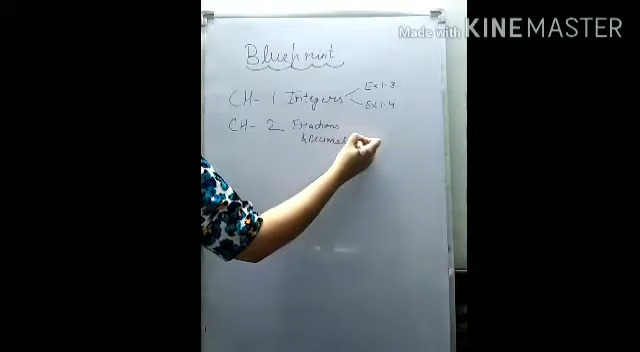 Made with KINEMASTER
Blueprint
CH- 1 Integers Ex 1.3
Ex 1.4
CH- 2 Fractions